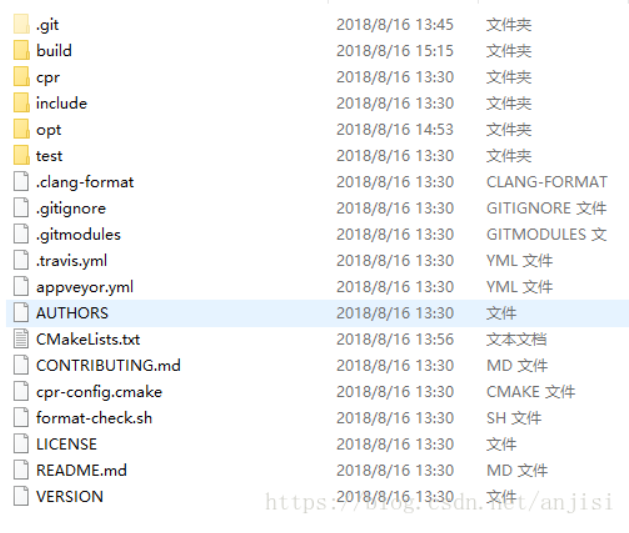 .git 2018/8/16 13:45 文件夹
build 2018/8/16 15:15 文件夹
cpr 2018/8/16 13:30 文件夹
include 2018/8/16 13:30 文件夹
opt 2018/8/16 14:53 文件夹
test 2018/8/16 13:30 文件夹
.clang-format 2018/8/16 13:30 CLANG-FORMAT
.gitignore 2018/8/16 13:30 GITIGNORE 文件
.gitmodules 2018/8/16 13:30 GITMODULES 文
.travis.yml 2018/8/16 13:30 YML 文件
appveyor.yml 2018/8/16 13:30 YML 文件
AUTHORS 2018/8/16 13:30 文件
CMakeLists.txt 2018/8/16 13:56 文本文档
CONTRIBUTING.md 2018/8/16 13:30 MD 文件
cpr-config.cmake 2018/8/16 13:30 CMAKE 文件
format-check.sh 2018/8/16 13:30 SH 文件
LICENSE 2018/8/16 13:30 文件
README.md 2018/8/16 13:30 MD 文件
VERSION 2018/8/16 13:30 文件
https://blog.csdn.net/anjisi